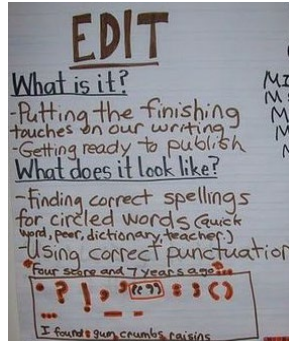 EDIT
What is it?
-Putting the finishing
touches on our writing
-Getting ready to publish
What does it look like?
-Finding correct spellings
for circled words (quick
word, peer, dictionary, teacher.)
-Using correct punctuation
"Four score and 7 years ago..."
. ? ! , ' (" ") : ; ( )
... — -
I found: gum, crumbs, raisins